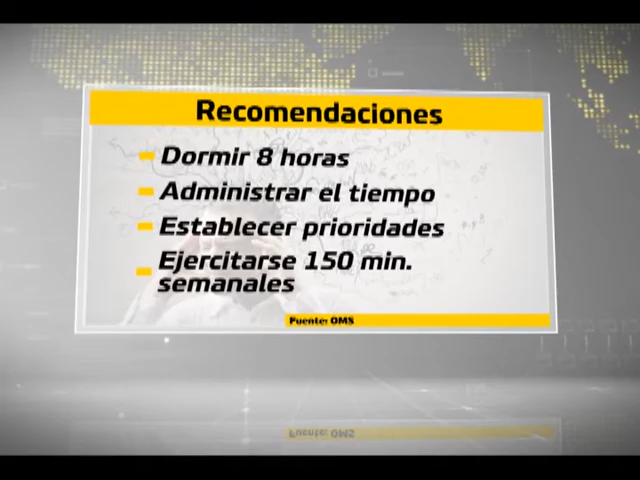 Recomendaciones
Dormir 8 horas
Administrar el tiempo
Establecer prioridades
Ejercitarse 150 min.
semanales
Fuente: OMS